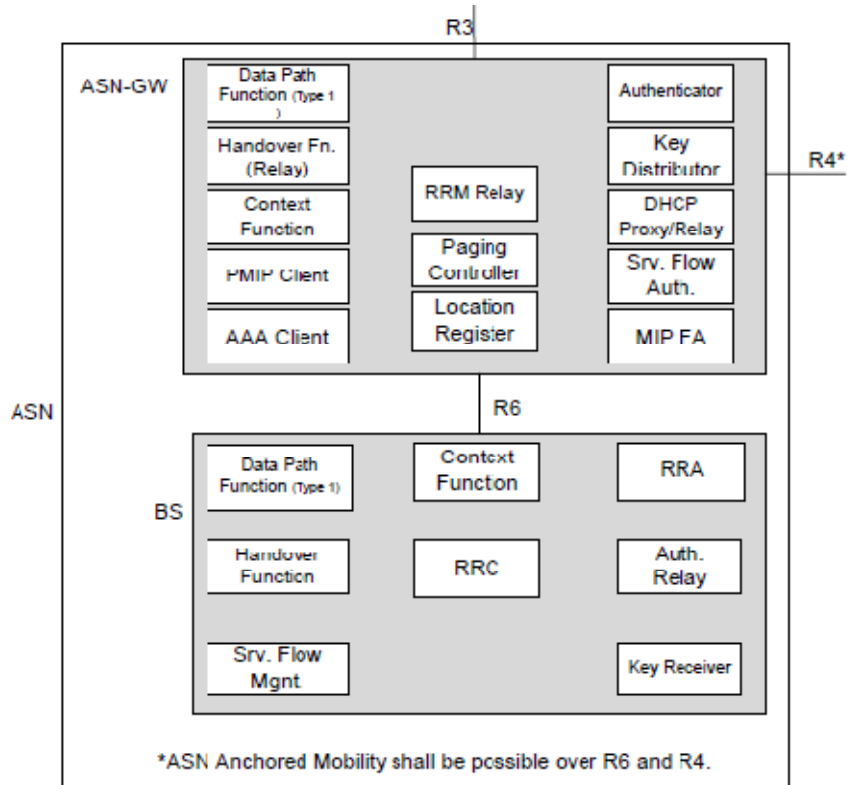 R3
ASN-GW
Data Path
Function (Type 1
)
Authenticator
Handover Fn.
(Relay)
Key
Distributor
R4*
RRM Relay
Context
Function
DHCP
Proxy/Relay
Paging
Controller
PMIP Client
Srv. Flow
Auth.
Location
Register
AAA Client
MIP FA
ASN
R6
BS
Data Path
Function (Type 1)
Context
Function
RRA
Handover
Function
RRC
Auth.
Relay
Srv. Flow
Mgnt.
Key Receiver
*ASN Anchored Mobility shall be possible over R6 and R4.